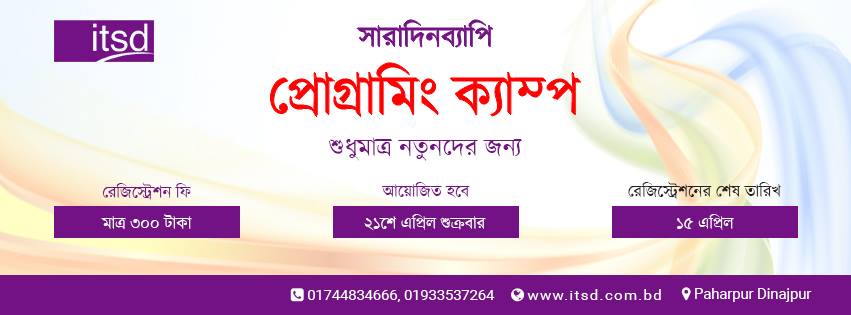 itsd
সারাদিনব্যাপি
প্রোগ্রামিং ক্যাম্প
শুধুমাত্র নতুনদের জন্য
রেজিস্ট্রেশন ফি
মাত্র ৩০০ টাকা
আয়োজিত হবে
২১শে এপ্রিল শুক্রবার
রেজিস্ট্রেশনের শেষ তারিখ
১৫ এপ্রিল
01744834666, 01933537264 www.itsd.com.bd Paharpur Dinajpur